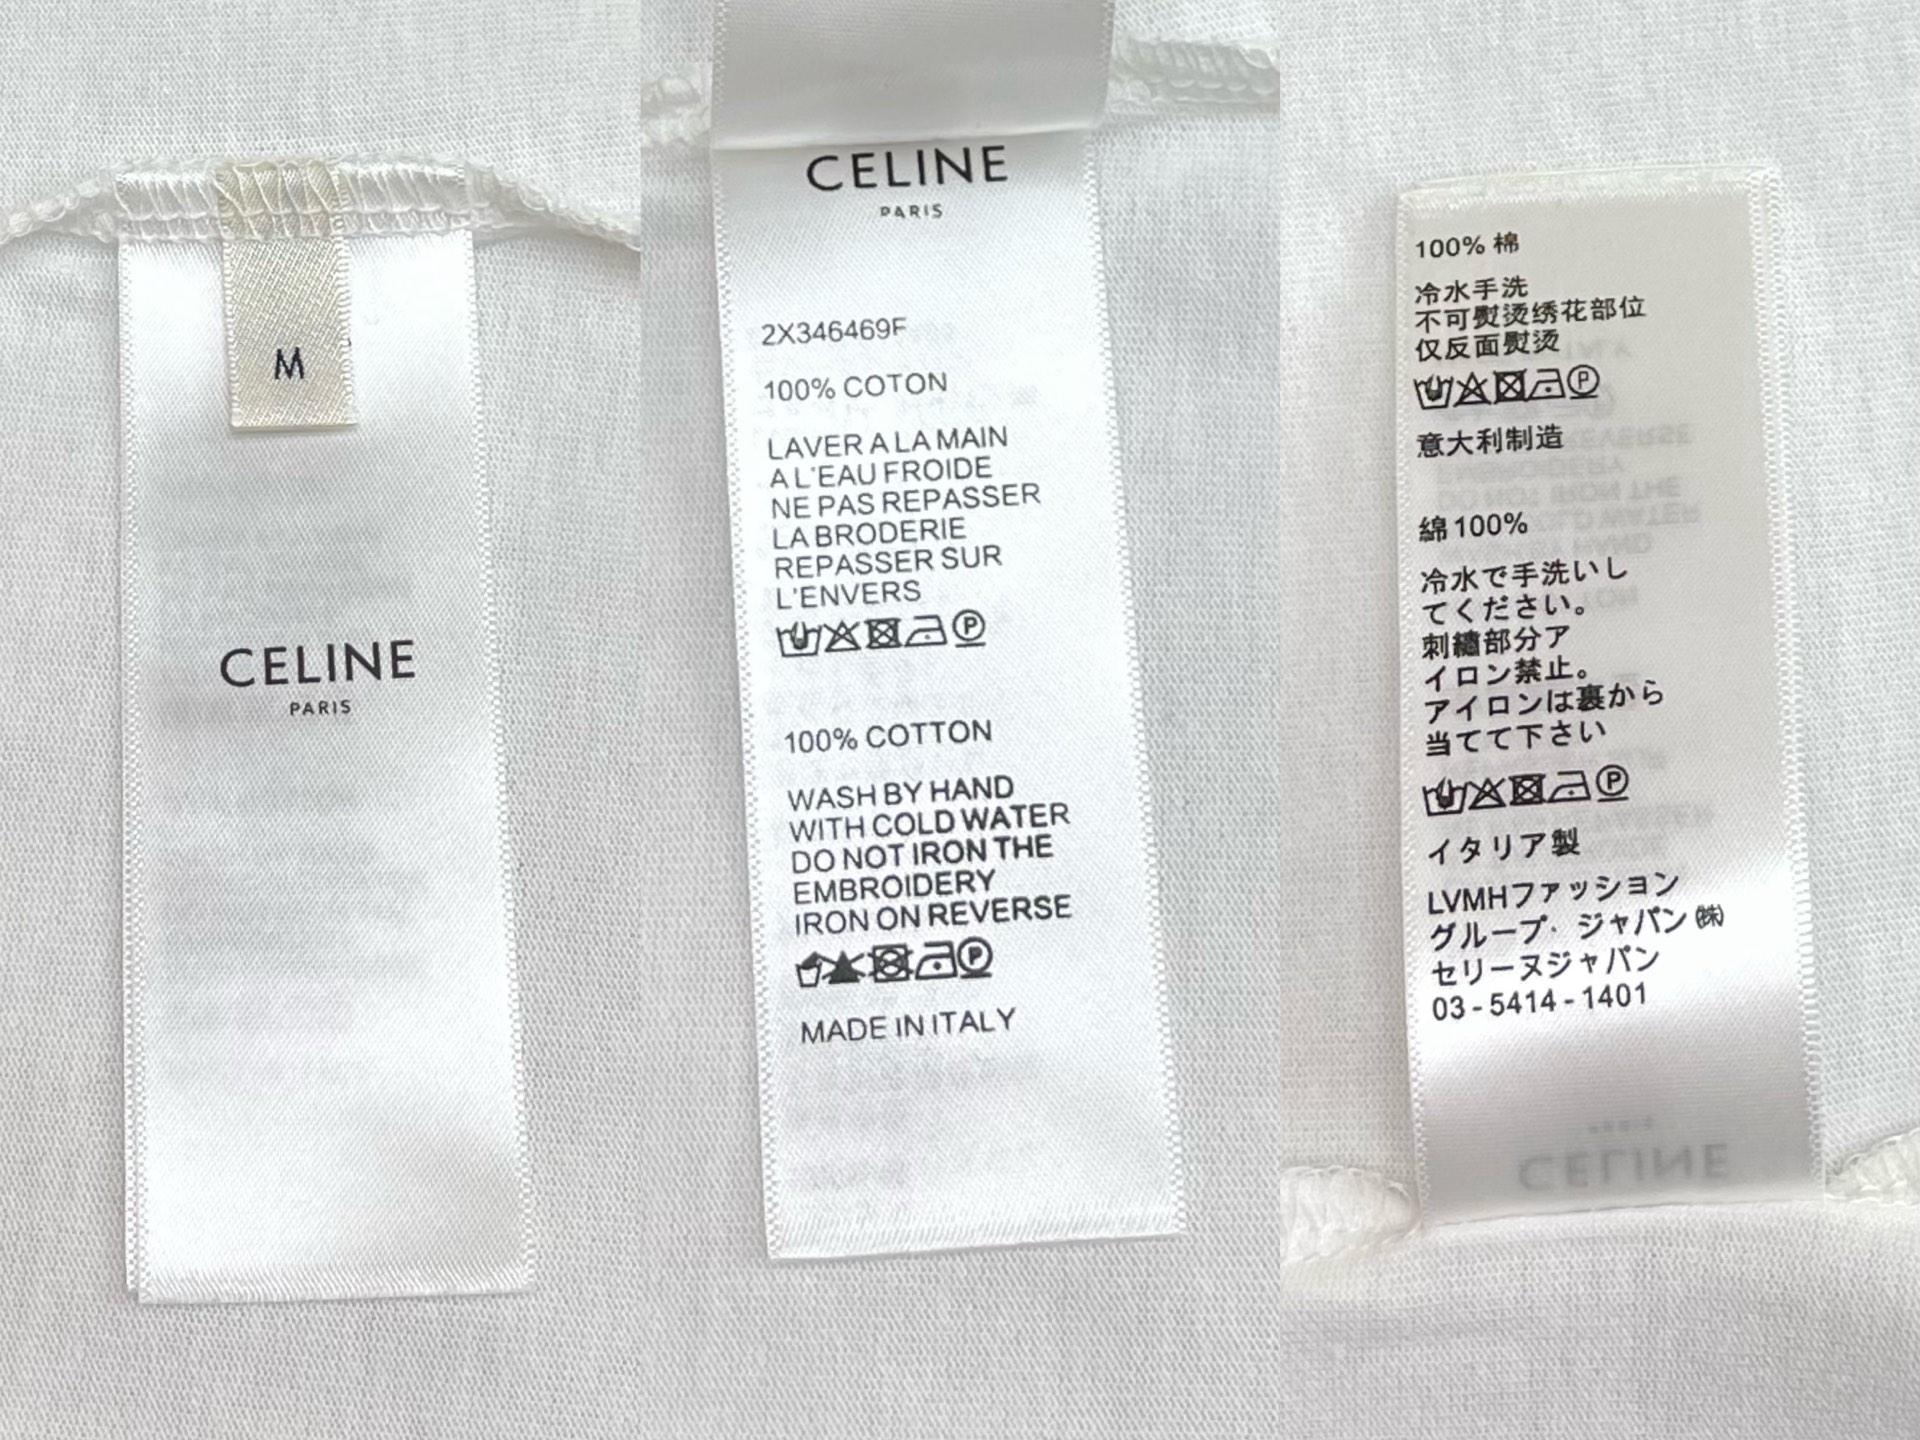 M
CELINE
PARIS
CELINE
PARIS
2X346469F
100% COTON
LAVER A LA MAIN
A L'EAU FROIDE
NE PAS REPASSER
LA BRODERIE
REPASSER SUR
L'ENVERS
P
100% COTTON
WASH BY HAND
WITH COLD WATER
DO NOT IRON THE
EMBROIDERY
IRON ON REVERSE
P
MADE IN ITALY
100% 棉
冷水手洗
不可熨烫绣花部位
仅反面熨烫
P
意大利制造
綿100%
冷水で手洗いし
てください。
刺繡部分ア
イロン禁止。
アイロンは裏から
当てて下さい
P
イタリア製
LVMHファッション
グループ・ジャパン㈱
セリーヌジャパン
03-5414-1401
CELINE